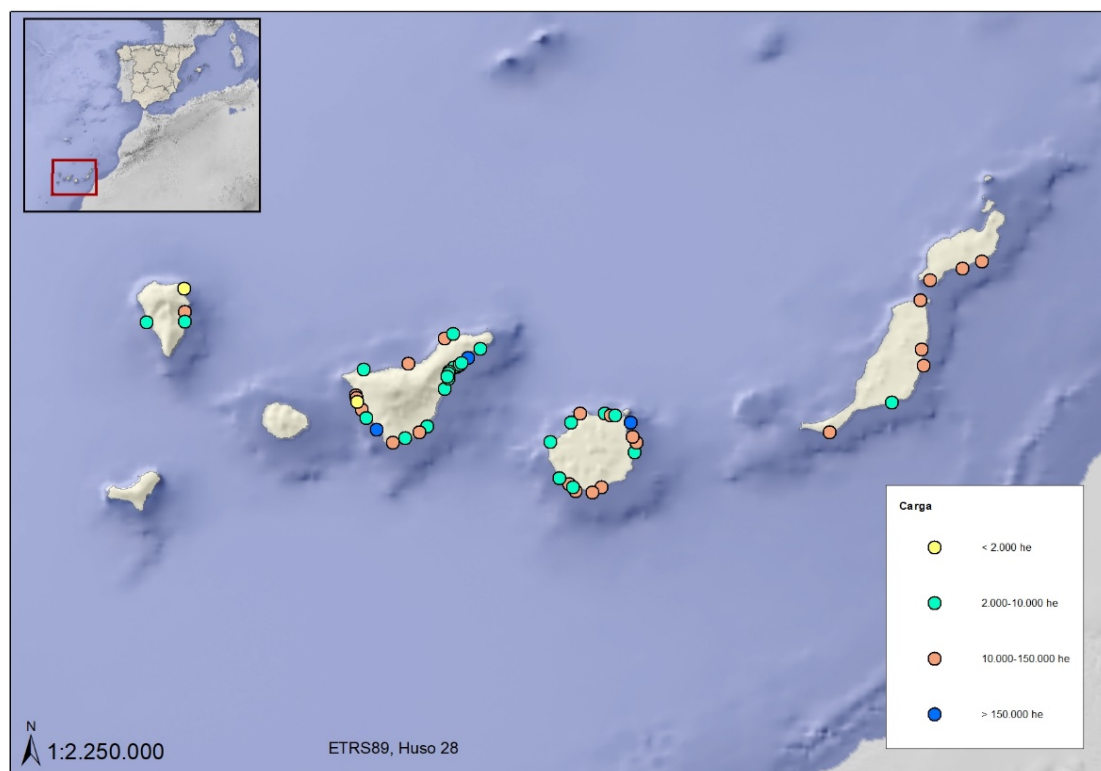 Carga
< 2.000 he
2.000-10.000 he
10.000-150.000 he
> 150.000 he
N
1:2.250.000
ETRS89, Huso 28